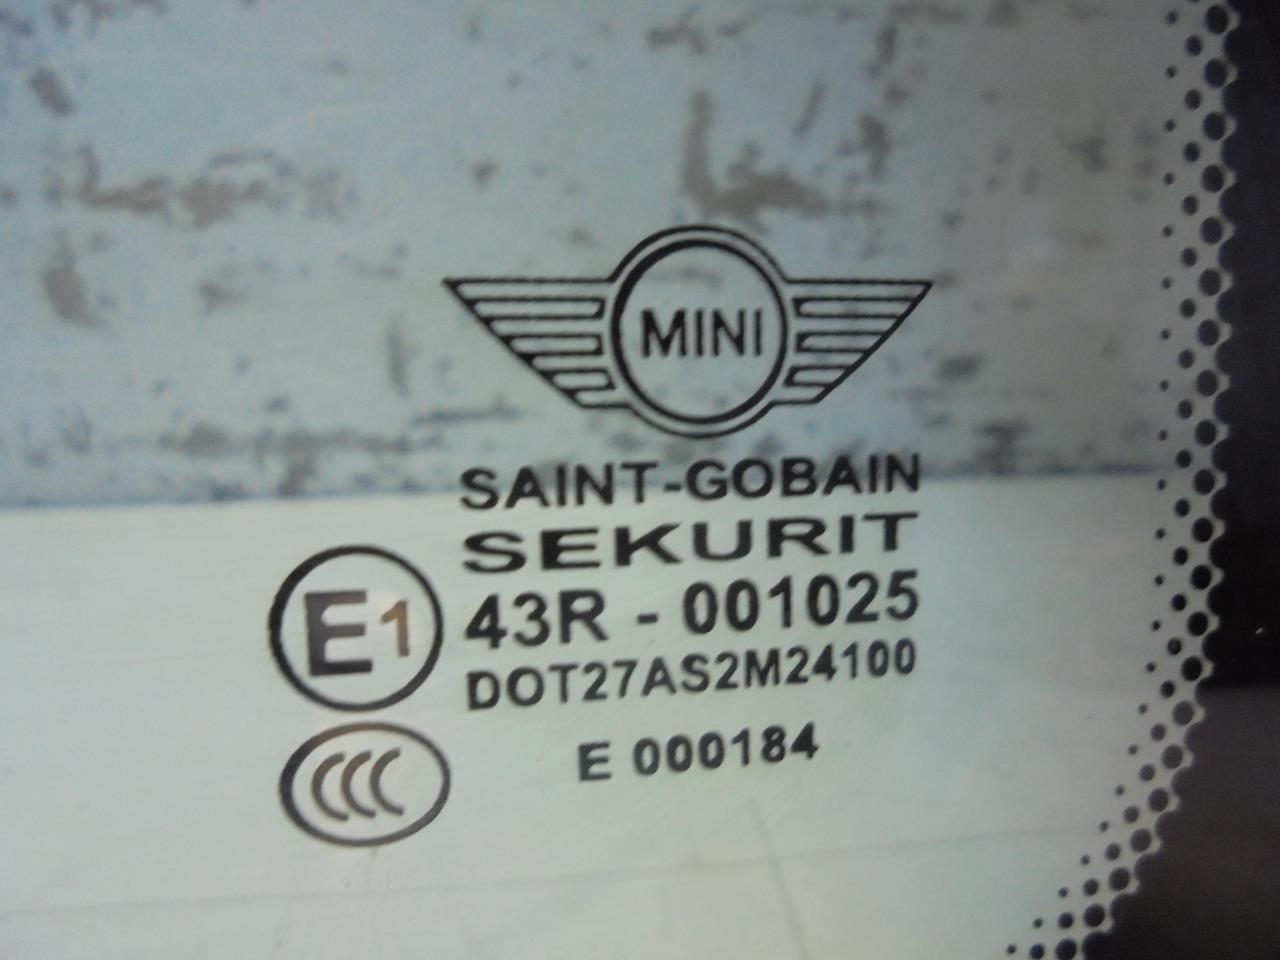 MINI
SAINT-GOBAIN
SEKURIT
E1
43R - 001025
DOT27AS2M24100
CCC
E 000184